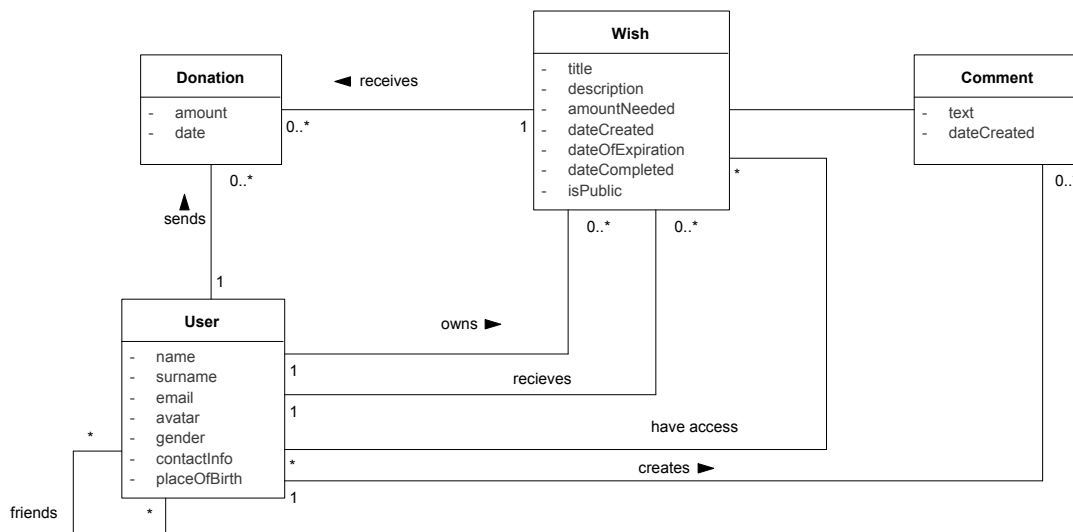 Wish
- title
- description
- amountNeeded
- dateCreated
- dateOfExpiration
- dateCompleted
- isPublic
Donation
- amount
- date
Comment
- text
- dateCreated
◄ receives
0..*
1
0..*
▲
sends
1
*
0..*
0..*
0..*
User
- name
- surname
- email
- avatar
- gender
- contactInfo
- placeOfBirth
owns ►
1
recieves
1
have access
*
creates ►
1
*
friends
*